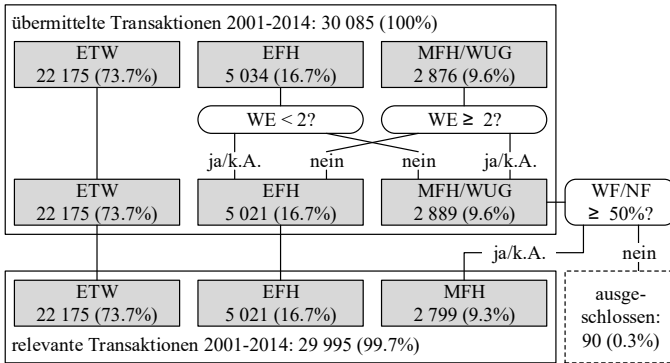 übermittelte Transaktionen 2001-2014: 30 085 (100%)
ETW
22 175 (73.7%)
EFH
5 034 (16.7%)
MFH/WUG
2 876 (9.6%)
WE < 2?
WE ≥ 2?
ja/k.A.
nein
nein
ja/k.A.
ETW
22 175 (73.7%)
EFH
5 021 (16.7%)
MFH/WUG
2 889 (9.6%)
WF/NF
≥ 50%?
ja/k.A.
nein
ETW
22 175 (73.7%)
EFH
5 021 (16.7%)
MFH
2 799 (9.3%)
ausge-
schlossen:
90 (0.3%)
relevante Transaktionen 2001-2014: 29 995 (99.7%)